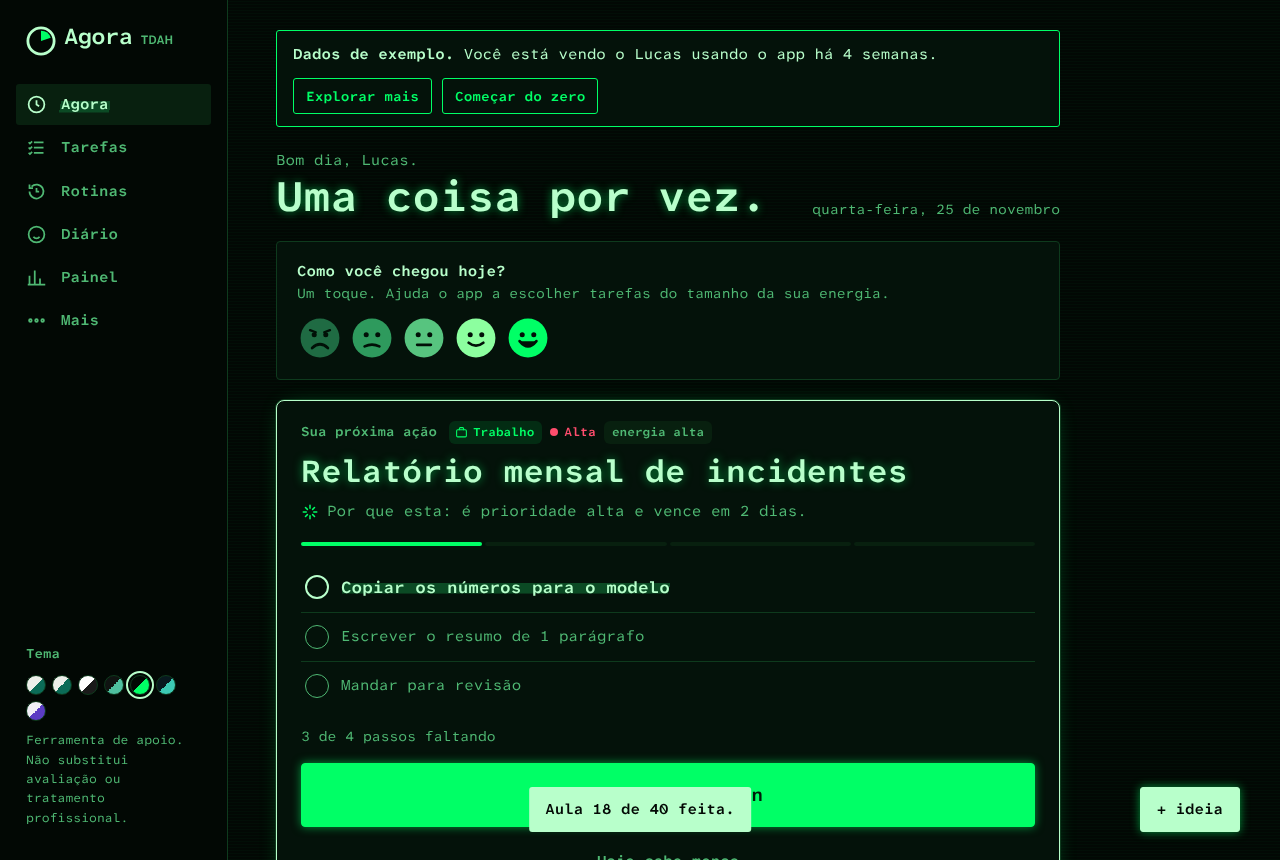 Agora TDAH
Agora
Tarefas
Rotinas
Diário
Painel
Mais
Tema
Ferramenta de apoio.
Não substitui
avaliação ou
tratamento
profissional.
Dados de exemplo. Você está vendo o Lucas usando o app há 4 semanas.
Explorar mais
Começar do zero
Bom dia, Lucas.
Uma coisa por vez.
quarta-feira, 25 de novembro
Como você chegou hoje?
Um toque. Ajuda o app a escolher tarefas do tamanho da sua energia.
Sua próxima ação Trabalho Alta energia alta
Relatório mensal de incidentes
Por que esta: é prioridade alta e vence em 2 dias.
Copiar os números para o modelo
Escrever o resumo de 1 parágrafo
Mandar para revisão
3 de 4 passos faltando
Aula 18 de 40 feita.
+ ideia